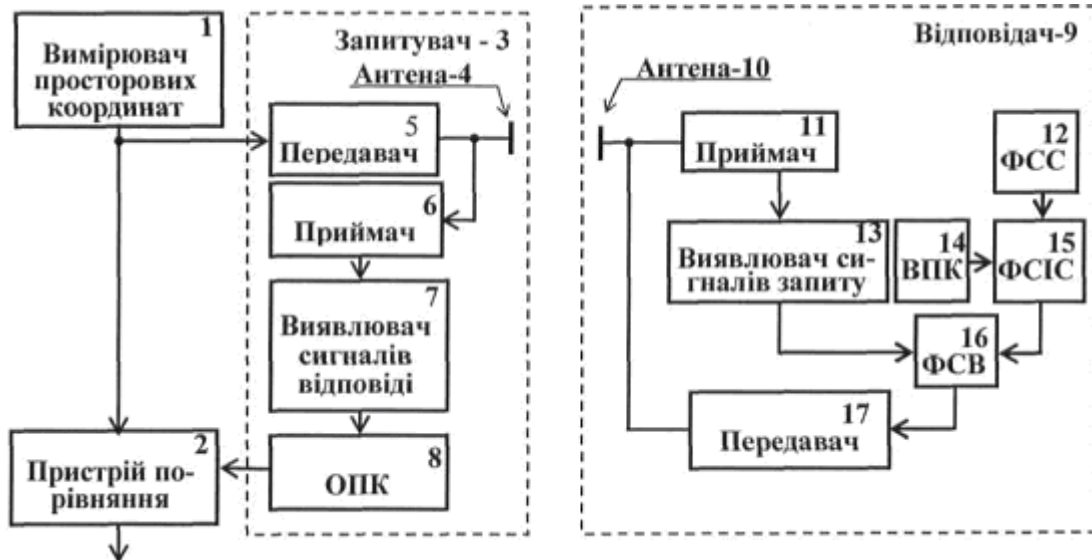 1
Вимірювач
просторових
координат
Запитувач - 3
Антена-4
5
Передавач
6
Приймач
7
Виявлювач
сигналів
відповіді
8
ОПК
2
Пристрій по-
рівняння
Відповідач-9
Антена-10
11
Приймач
12
ФСС
13
Виявлювач си-
гналів запиту
14
ВПК
15
ФСІС
16
ФСВ
17
Передавач